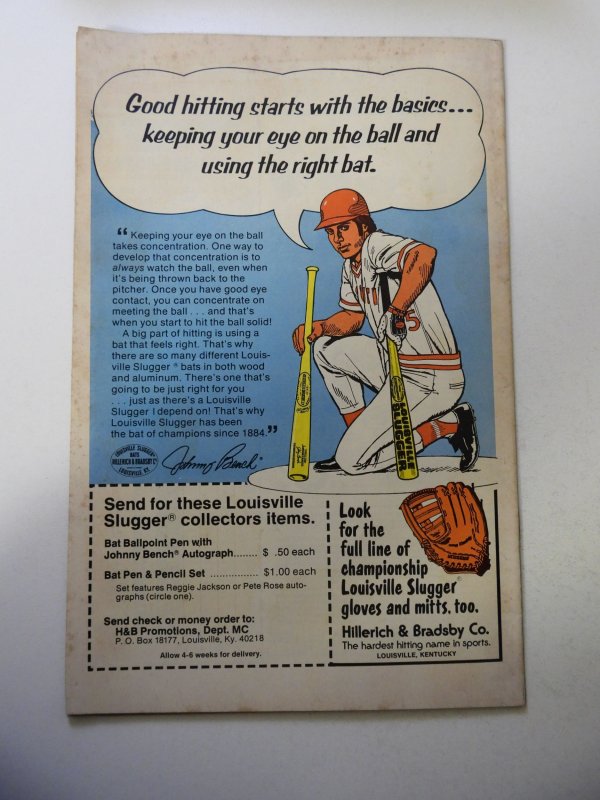 Good hitting starts with the basics...
keeping your eye on the ball and
using the right bat.
“Keeping your eye on the ball
takes concentration. One way to
develop that concentration is to
always watch the ball, even when
it's being thrown back to the
pitcher. Once you have good eye
contact, you can concentrate on
meeting the ball . . . and that's
when you start to hit the ball solid!
A big part of hitting is using a
bat that feels right. That's why
there are so many different Louis-
ville Slugger® bats in both wood
and aluminum. There's one that's
going to be just right for you
. . . just as there's a Louisville
Slugger I depend on! That's why
Louisville Slugger has been
the bat of champions since 1884.”
LOUISVILLE SLUGGER
BATS
HILLERICH & BRADSBY Co
LOUISVILLE, KY.
Johnny Bench®
5
LOUISVILLE
SLUGGER
Send for these Louisville
Slugger® collectors items.
Bat Ballpoint Pen with
Johnny Bench® Autograph........ $ .50 each
Bat Pen & Pencil Set ................ $1.00 each
Set features Reggie Jackson or Pete Rose auto-
graphs (circle one).
Send check or money order to:
H&B Promotions, Dept. MC
P. O. Box 18177, Louisville, Ky. 40218
Allow 4-6 weeks for delivery.
Look
for the
full line of
championship
Louisville Slugger®
gloves and mitts, too.
Hillerich & Bradsby Co.
The hardest hitting name in sports.
LOUISVILLE, KENTUCKY